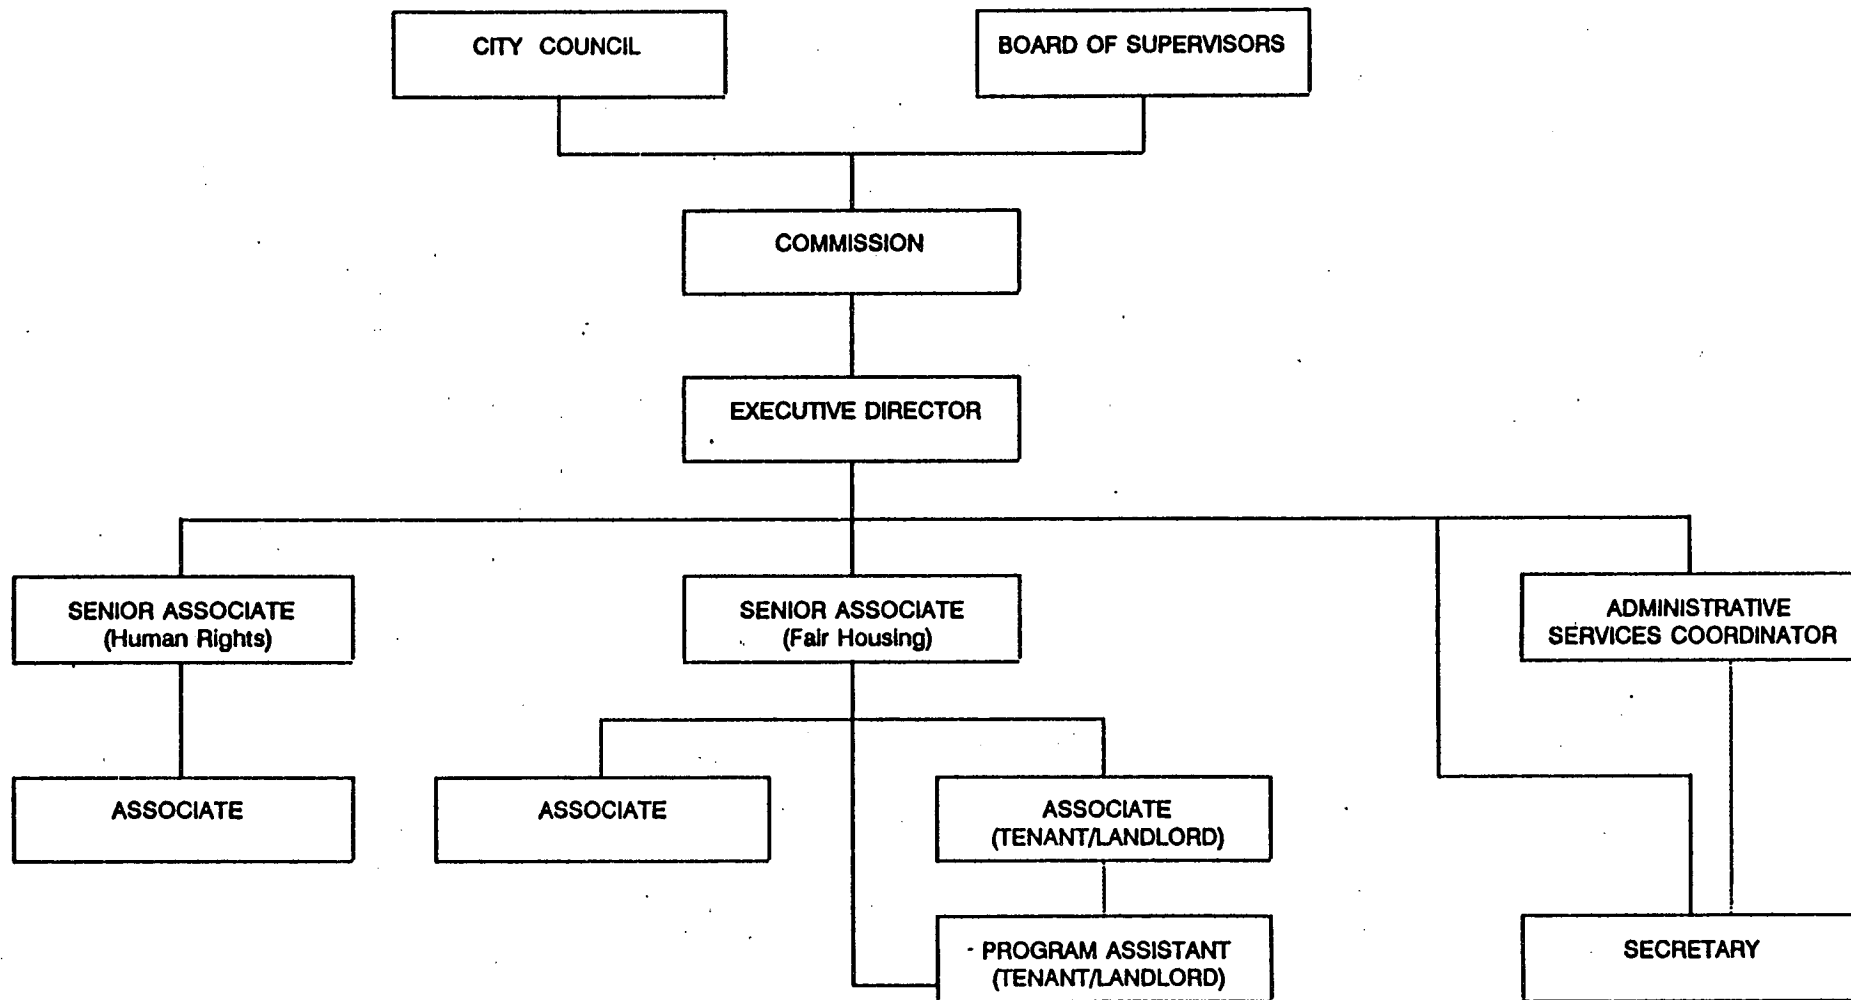 CITY COUNCIL
BOARD OF SUPERVISORS
COMMISSION
EXECUTIVE DIRECTOR
SENIOR ASSOCIATE
(Human Rights)
SENIOR ASSOCIATE
(Fair Housing)
ADMINISTRATIVE
SERVICES COORDINATOR
ASSOCIATE
ASSOCIATE
ASSOCIATE
(TENANT/LANDLORD)
PROGRAM ASSISTANT
(TENANT/LANDLORD)
SECRETARY